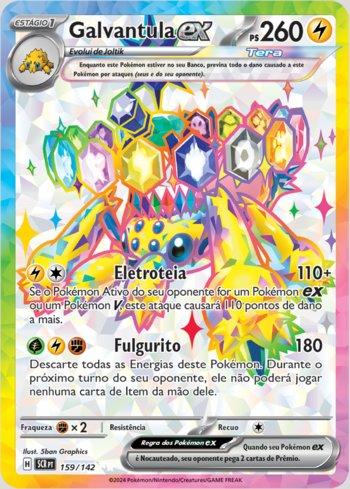 ESTÁGIO 1
Galvantula ex PS 260
Evolui de Joltik
Tera
Enquanto este Pokémon estiver no seu Banco, previna todo o dano causado a este
Pokémon por ataques (seus e do seu oponente).
Eletroteia 110+
Se o Pokémon Ativo do seu oponente for um Pokémon ex
ou um Pokémon V, este ataque causará 110 pontos de dano
a mais.
Fulgurito 180
Descarte todas as Energias deste Pokémon. Durante o
próximo turno do seu oponente, ele não poderá jogar
nenhuma carta de Item da mão dele.
Fraqueza ×2 Resistência Recuo
Ilust. 5ban Graphics
Regra dos Pokémon ex
Quando seu Pokémon ex
é Nocauteado, seu oponente pega 2 cartas de Prêmio.
H SCR PT 159/142
©2024 Pokémon/Nintendo/Creatures/GAME FREAK